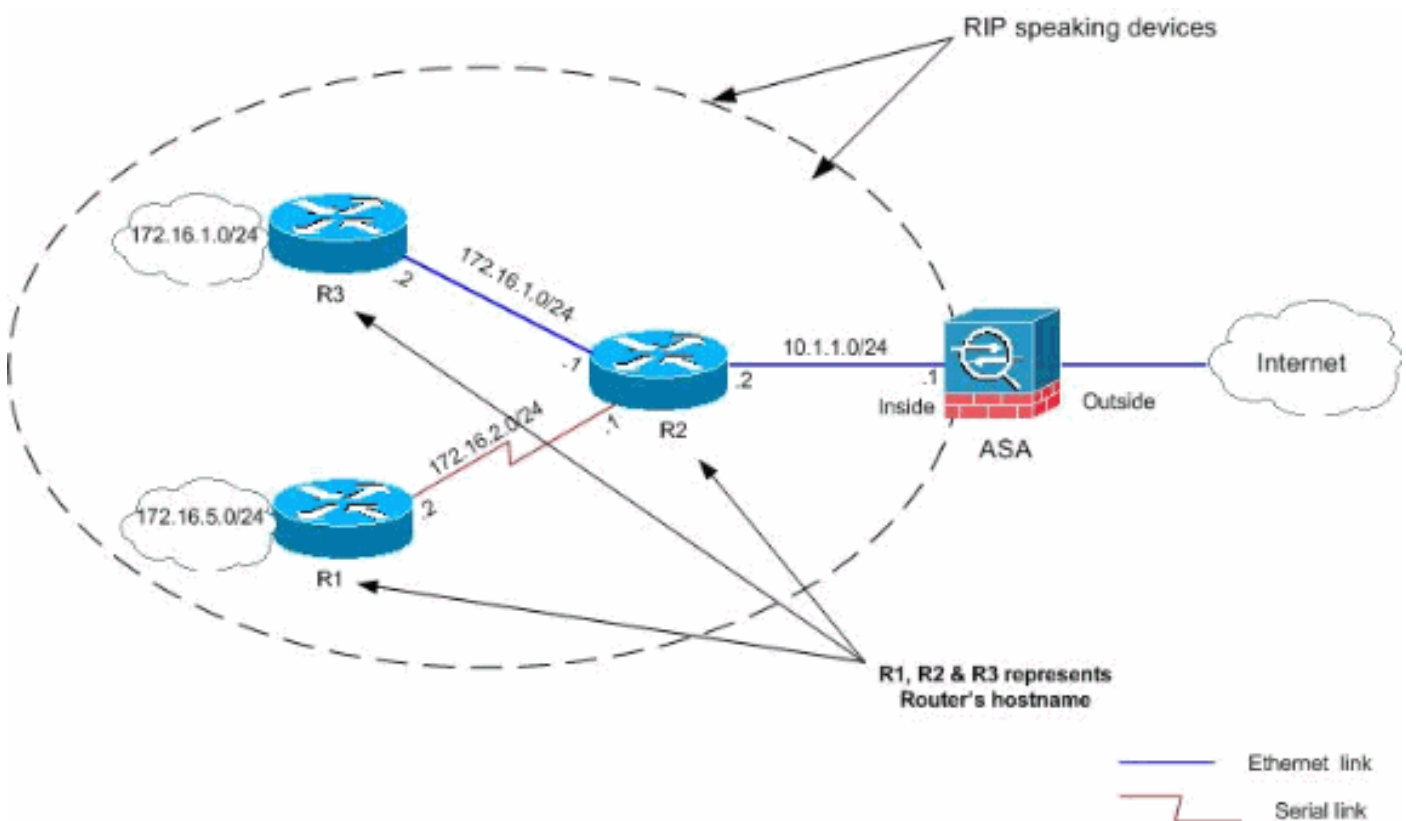 RIP speaking devices
172.16.1.0/24
R3
.2
172.16.1.0/24
.1
10.1.1.0/24
.2
.1
R2
Inside
Outside
ASA
Internet
172.16.2.0/24
.1
.2
172.16.5.0/24
R1
R1, R2 & R3 represents
Router's hostname
Ethernet link
Serial link